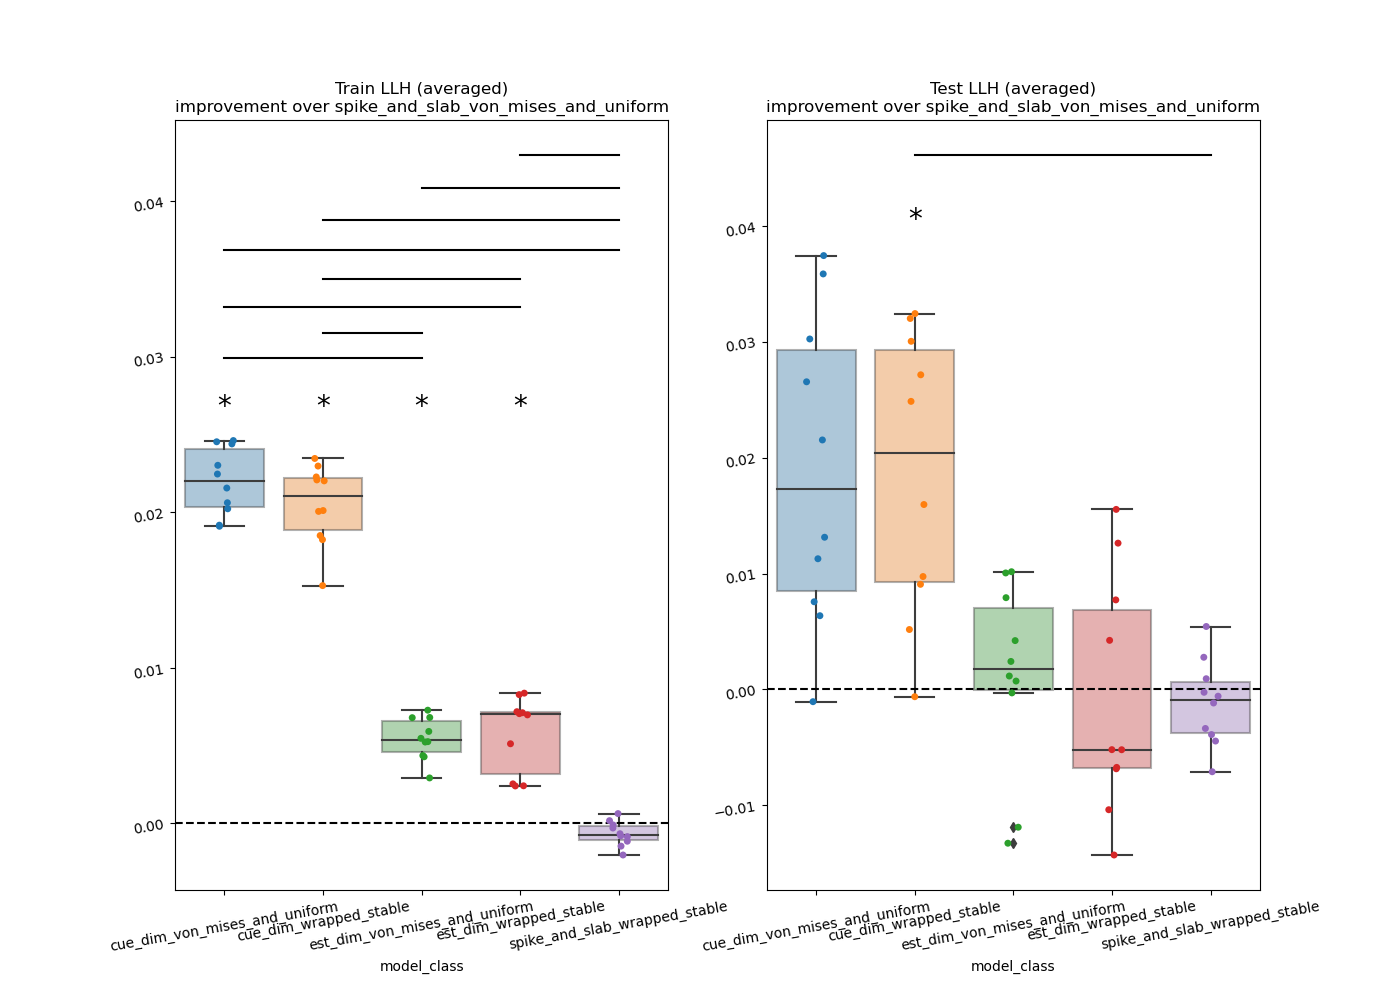 Train LLH (averaged)
improvement over spike_and_slab_von_mises_and_uniform
0.04
0.03
0.02
0.01
0.00
*
*
*
*
cue_dim_von_mises_and_uniform
cue_dim_wrapped_stable
est_dim_von_mises_and_uniform
est_dim_wrapped_stable
spike_and_slab_wrapped_stable
model_class
Test LLH (averaged)
improvement over spike_and_slab_von_mises_and_uniform
0.04
0.03
0.02
0.01
0.00
−0.01
*
cue_dim_von_mises_and_uniform
cue_dim_wrapped_stable
est_dim_von_mises_and_uniform
est_dim_wrapped_stable
spike_and_slab_wrapped_stable
model_class